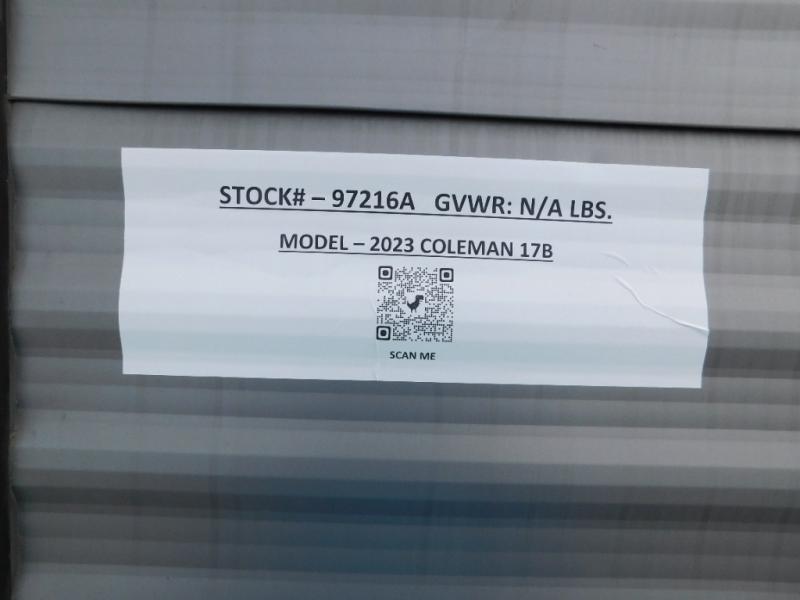 STOCK# – 97216A GVWR: N/A LBS.
MODEL – 2023 COLEMAN 17B
SCAN ME